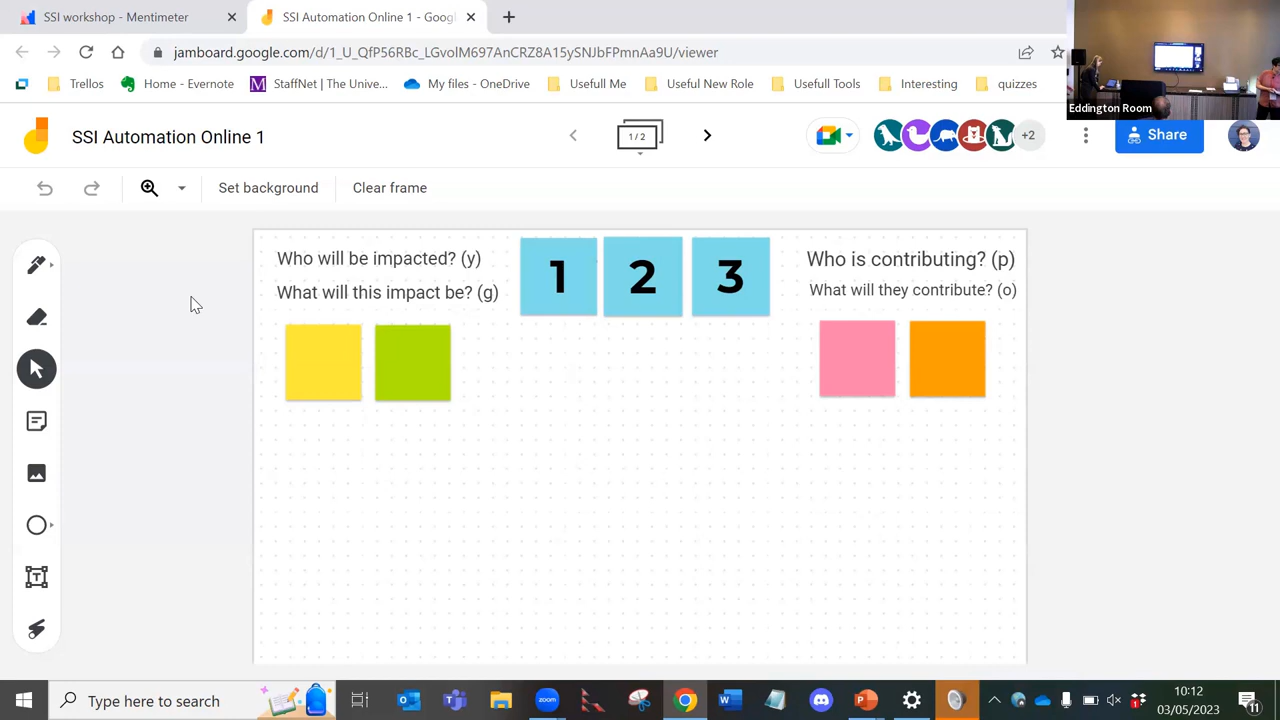 SSI workshop - Mentimeter
SSI Automation Online 1 - Goog
jamboard.google.com/d/1_U_QfP56RBc_LGvolM697AnCRZ8A15ySNJbFPmnAa9U/viewer
Trellos
Home - Evernote
StaffNet | The Unive...
My files - OneDrive
Usefull Me
Useful New Role
Usefull Tools
Interesting
quizzes
Eddington Room
SSI Automation Online 1
1 / 2
+2
Share
Set background
Clear frame
Who will be impacted? (y)
What will this impact be? (g)
1
2
3
Who is contributing? (p)
What will they contribute? (o)
Type here to search
10:12
03/05/2023
11